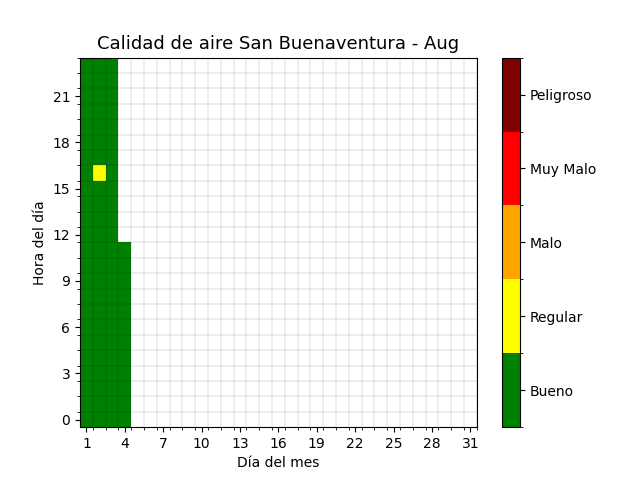 Calidad de aire San Buenaventura - Aug
Hora del día
21
18
15
12
9
6
3
0
1 4 7 10 13 16 19 22 25 28 31
Día del mes
Peligroso
Muy Malo
Malo
Regular
Bueno